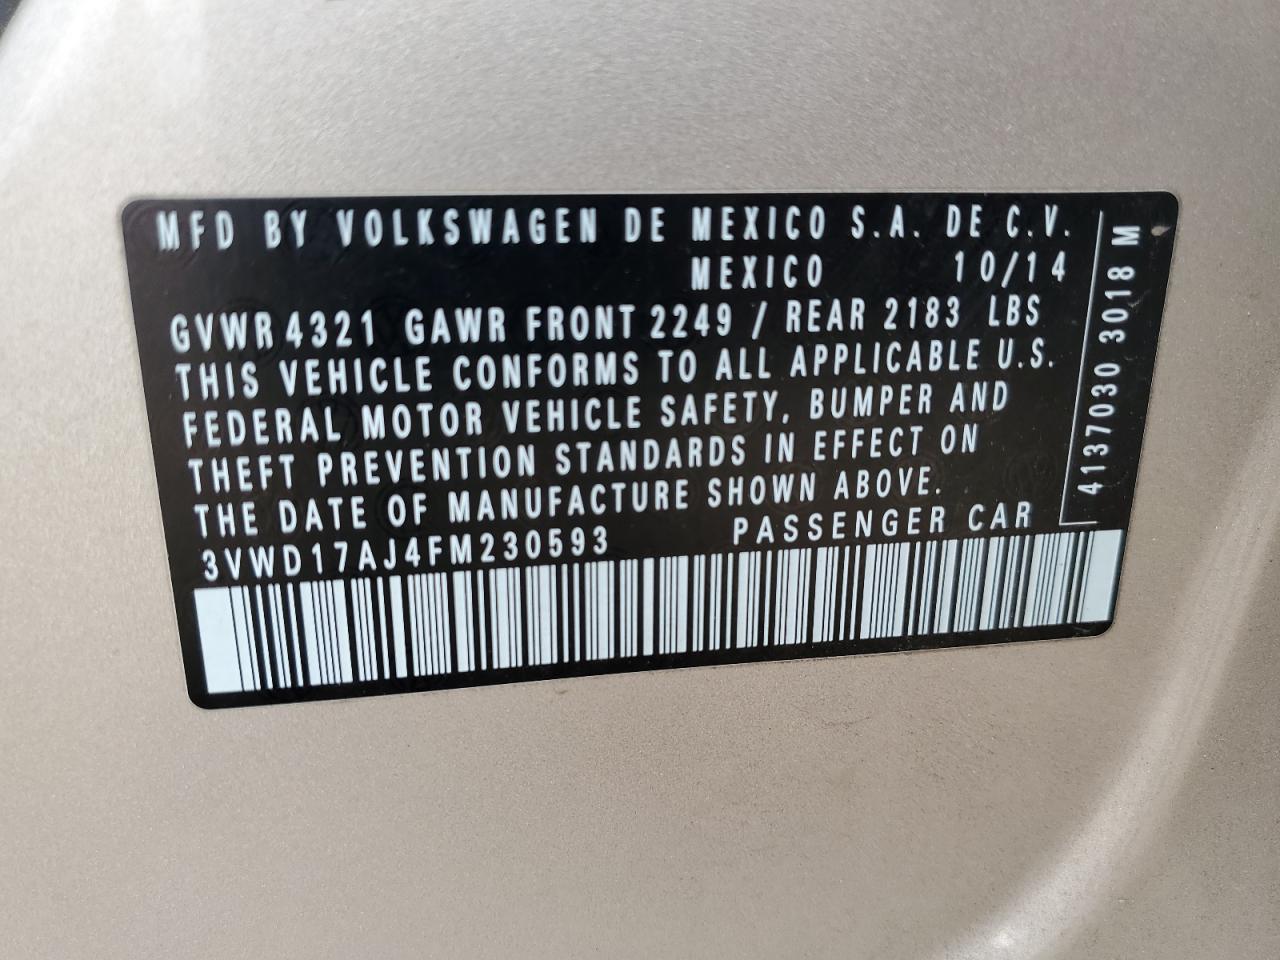 MFD BY VOLKSWAGEN DE MEXICO S.A. DE C.V.
MEXICO 10/14
GVWR 4321 GAWR FRONT 2249 / REAR 2183 LBS
THIS VEHICLE CONFORMS TO ALL APPLICABLE U.S.
FEDERAL MOTOR VEHICLE SAFETY, BUMPER AND
THEFT PREVENTION STANDARDS IN EFFECT ON
THE DATE OF MANUFACTURE SHOWN ABOVE.
3VWD17AJ4FM230593 PASSENGER CAR
4137030 3018 M